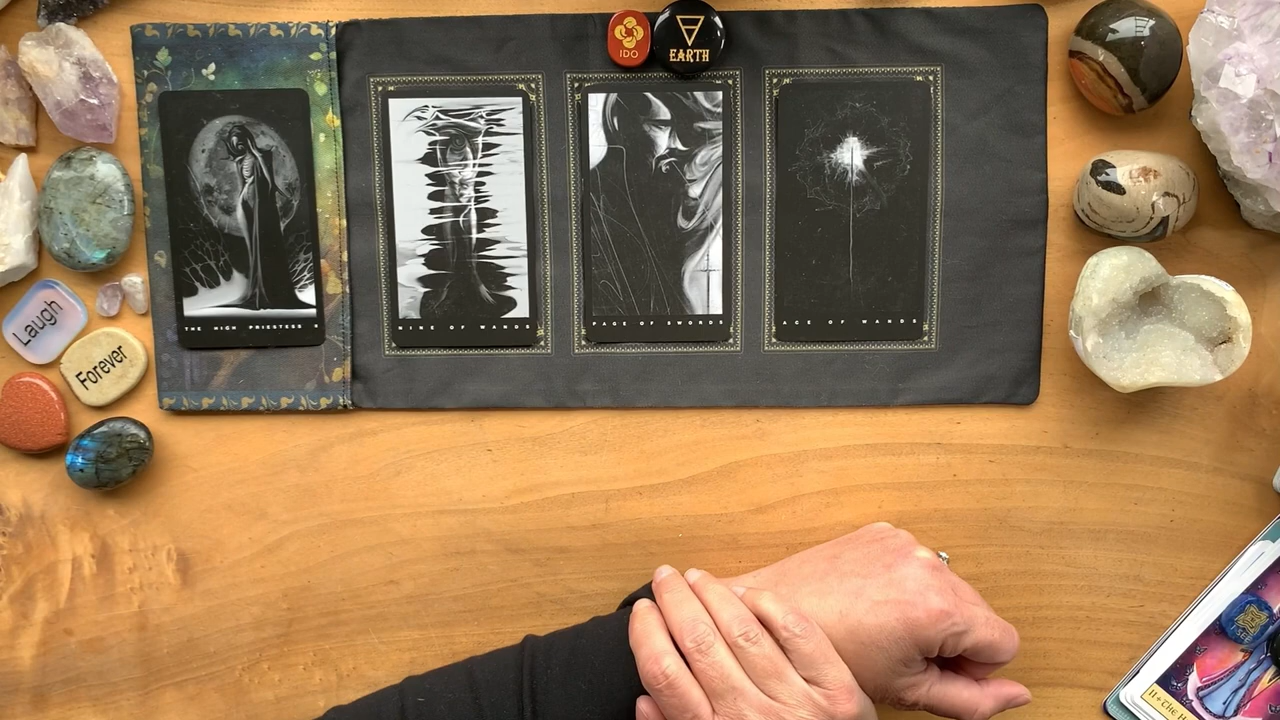 IDO
EARTH
THE HIGH PRIESTESS
NINE OF WANDS
PAGE OF SWORDS
ACE OF WANDS
Laugh
Forever